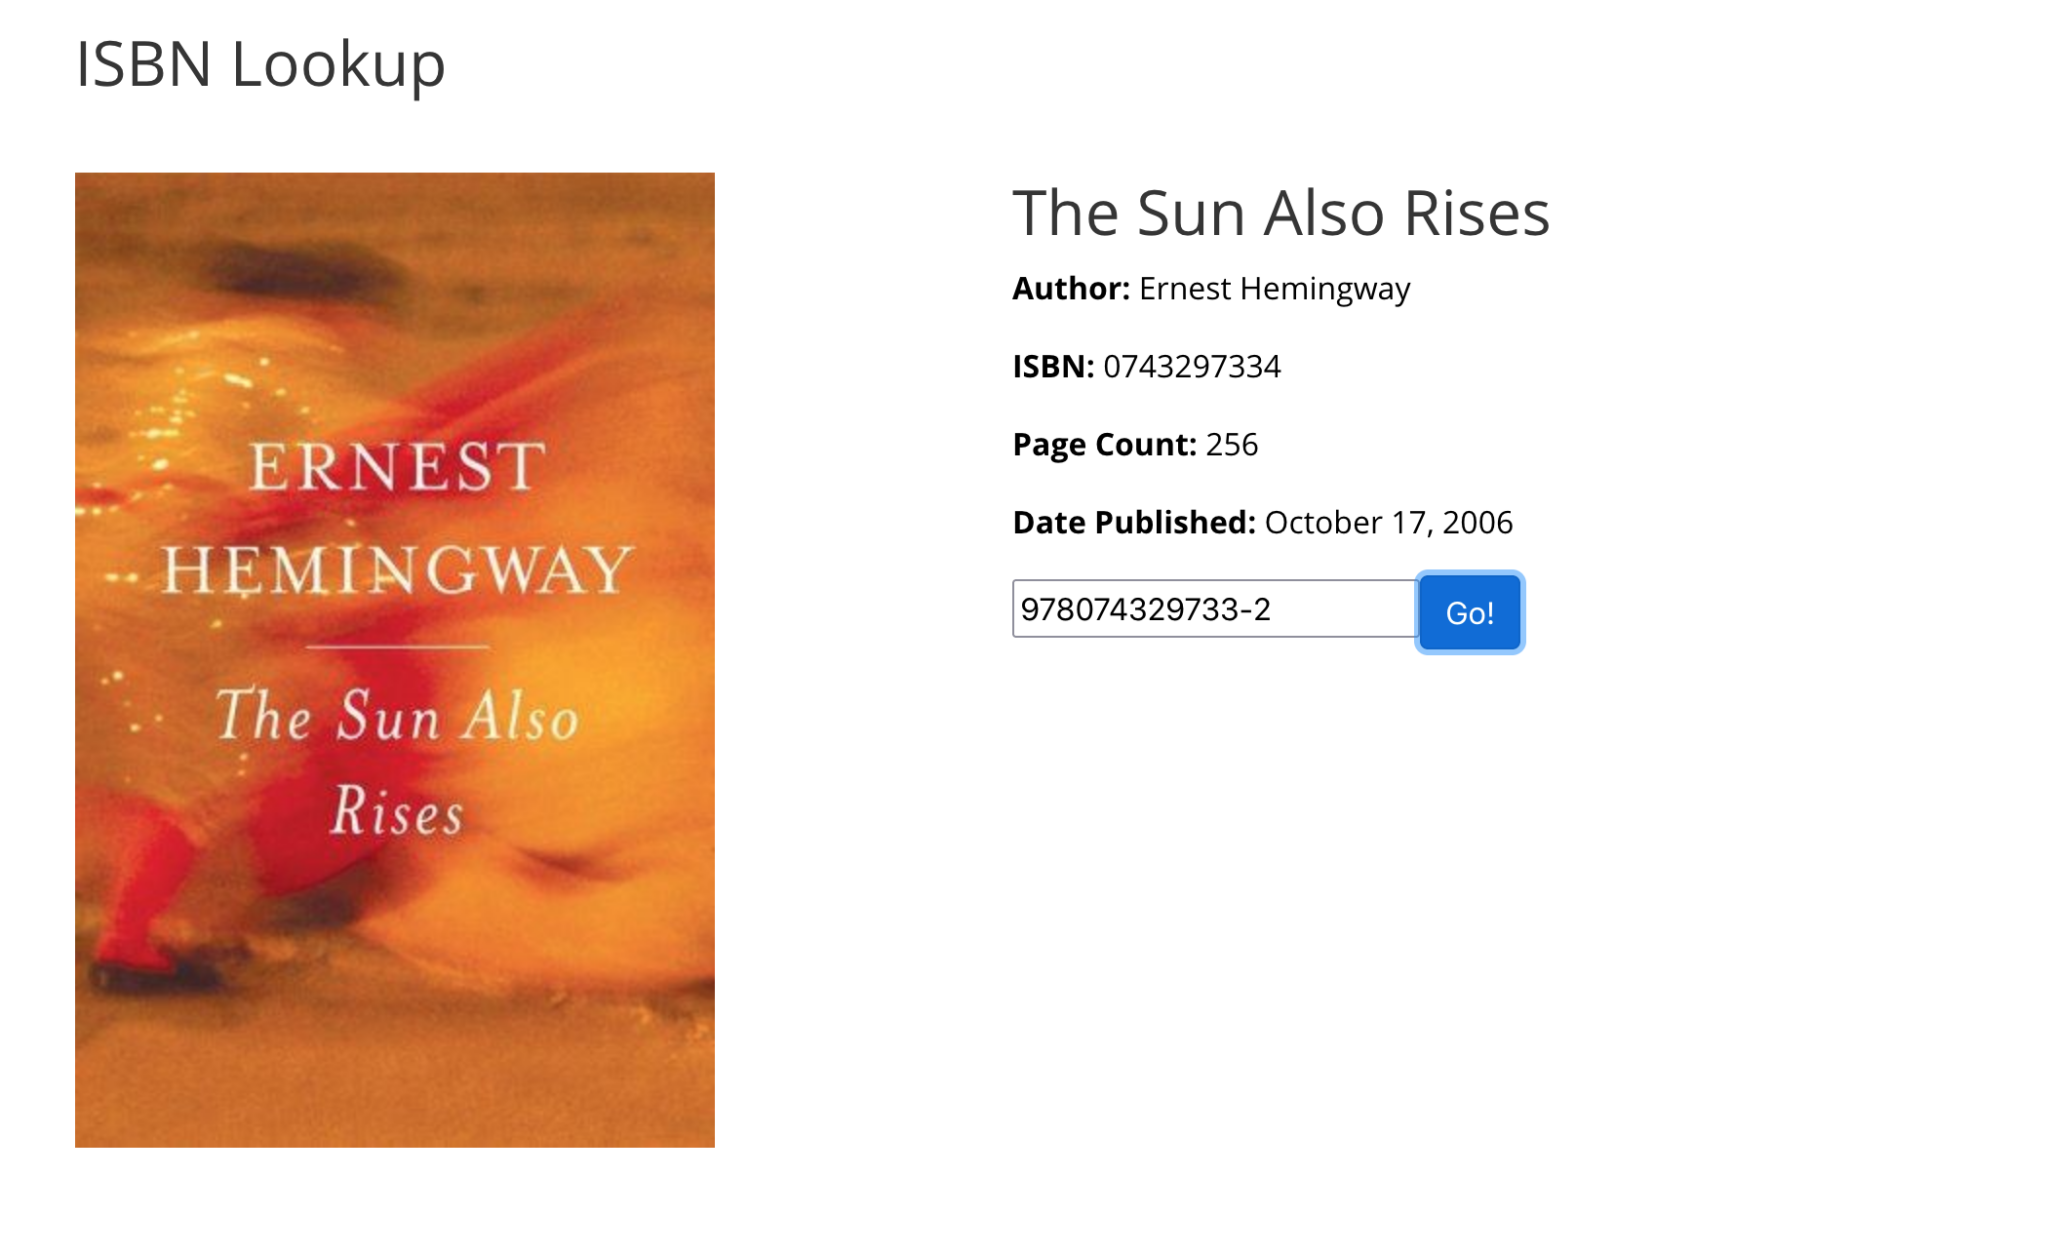 ISBN Lookup
ERNEST
HEMINGWAY
The Sun Also
Rises
The Sun Also Rises
Author: Ernest Hemingway
ISBN: 0743297334
Page Count: 256
Date Published: October 17, 2006
978074329733-2 Go!